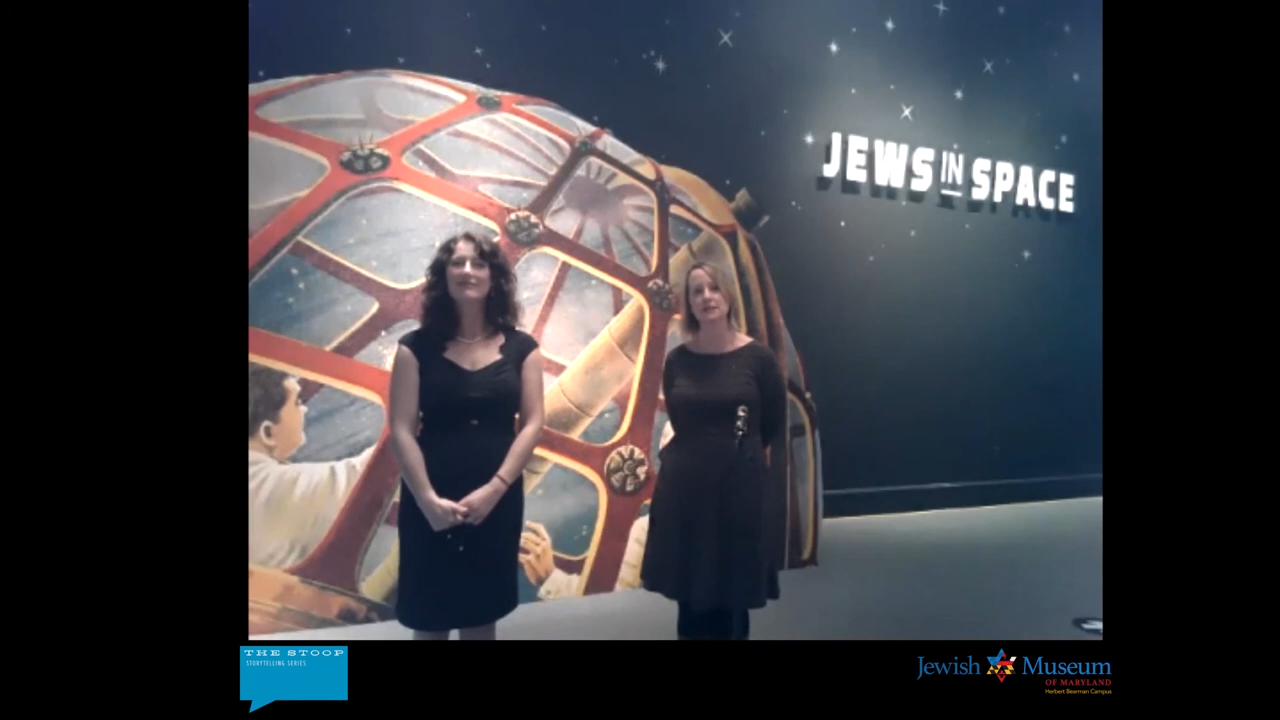 JEWS IN SPACE
THE STOOP
STORYTELLING SERIES
Jewish Museum
OF MARYLAND
Herbert Bearman Campus